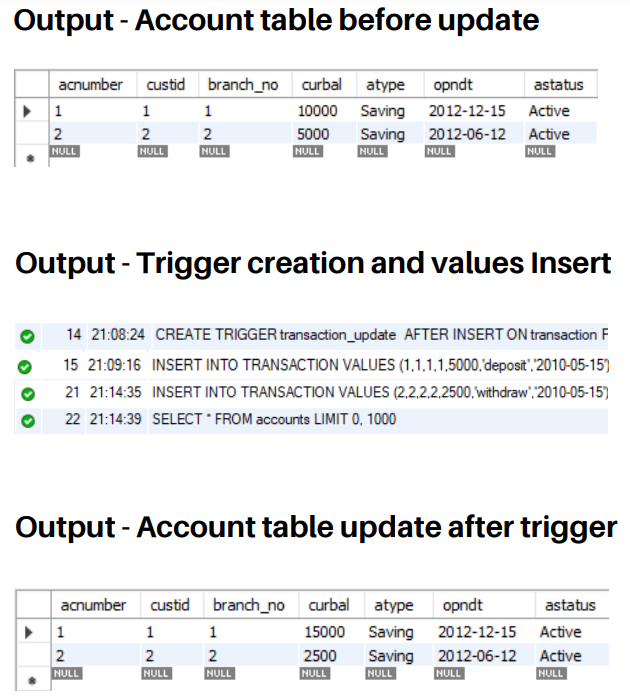 Output - Account table before update
acnumber custid branch_no curbal atype opndt astatus
1 1 1 10000 Saving 2012-12-15 Active
2 2 2 5000 Saving 2012-06-12 Active
NULL NULL NULL NULL NULL NULL NULL
Output - Trigger creation and values Insert
14 21:08:24 CREATE TRIGGER transaction_update AFTER INSERT ON transaction F
15 21:09:16 INSERT INTO TRANSACTION VALUES (1,1,1,1,5000,'deposit','2010-05-15')
21 21:14:35 INSERT INTO TRANSACTION VALUES (2,2,2,2,2500,'withdraw','2010-05-15')
22 21:14:39 SELECT * FROM accounts LIMIT 0, 1000
Output - Account table update after trigger
acnumber custid branch_no curbal atype opndt astatus
1 1 1 15000 Saving 2012-12-15 Active
2 2 2 2500 Saving 2012-06-12 Active
NULL NULL NULL NULL NULL NULL NULL